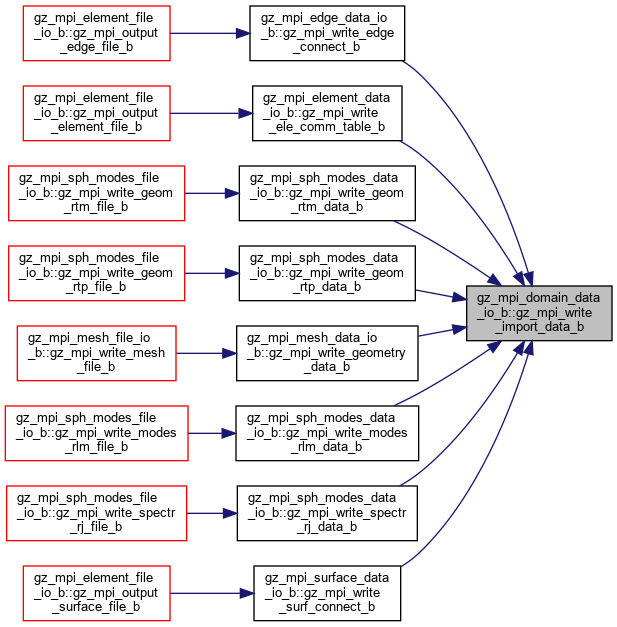 gz_mpi_element_file
_io_b::gz_mpi_output
_edge_file_b
gz_mpi_edge_data_io
_b::gz_mpi_write_edge
_connect_b
gz_mpi_element_file
_io_b::gz_mpi_output
_element_file_b
gz_mpi_element_data
_io_b::gz_mpi_write
_ele_comm_table_b
gz_mpi_sph_modes_file
_io_b::gz_mpi_write_geom
_rtm_file_b
gz_mpi_sph_modes_data
_io_b::gz_mpi_write_geom
_rtm_data_b
gz_mpi_sph_modes_file
_io_b::gz_mpi_write_geom
_rtp_file_b
gz_mpi_sph_modes_data
_io_b::gz_mpi_write_geom
_rtp_data_b
gz_mpi_domain_data
_io_b::gz_mpi_write
_import_data_b
gz_mpi_mesh_file_io
_b::gz_mpi_write_mesh
_file_b
gz_mpi_mesh_data_io
_b::gz_mpi_write_geometry
_data_b
gz_mpi_sph_modes_file
_io_b::gz_mpi_write_modes
_rlm_file_b
gz_mpi_sph_modes_data
_io_b::gz_mpi_write_modes
_rlm_data_b
gz_mpi_sph_modes_file
_io_b::gz_mpi_write_spectr
_rj_file_b
gz_mpi_sph_modes_data
_io_b::gz_mpi_write_spectr
_rj_data_b
gz_mpi_element_file
_io_b::gz_mpi_output
_surface_file_b
gz_mpi_surface_data
_io_b::gz_mpi_write
_surf_connect_b